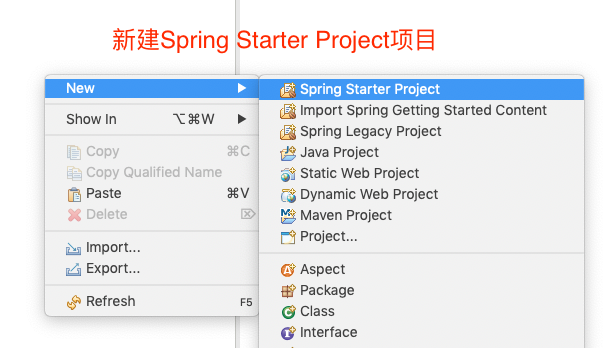 新建Spring Starter Project项目
New
Show In ⌥⌘W
Copy ⌘C
Copy Qualified Name
Paste ⌘V
Delete ⌦
Import...
Export...
Refresh F5
Spring Starter Project
Import Spring Getting Started Content
Spring Legacy Project
Java Project
Static Web Project
Dynamic Web Project
Maven Project
Project...
Aspect
Package
Class
Interface